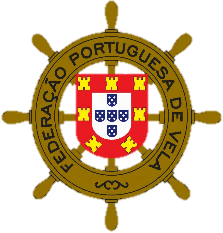 FEDERAÇÃO PORTUGUESA DE VELA